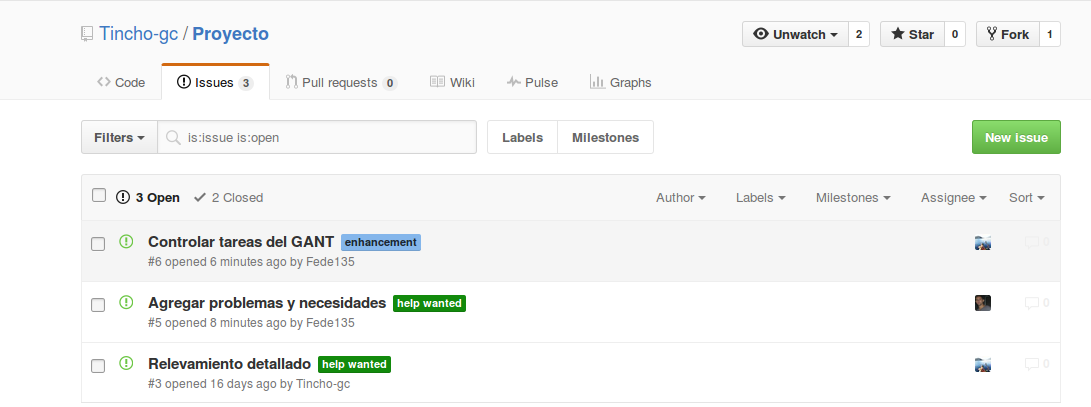 Tincho-gc / Proyecto Unwatch 2 Star 0 Fork 1
Code Issues 3 Pull requests 0 Wiki Pulse Graphs
Filters is:issue is:open Labels Milestones New issue
3 Open 2 Closed Author Labels Milestones Assignee Sort
Controlar tareas del GANT enhancement 0
#6 opened 6 minutes ago by Fede135
Agregar problemas y necesidades help wanted 0
#5 opened 8 minutes ago by Fede135
Relevamiento detallado help wanted 0
#3 opened 16 days ago by Tincho-gc